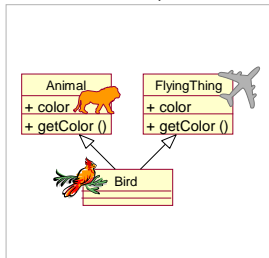 Animal
+ color
+ getColor ()
FlyingThing
+ color
+ getColor ()
Bird